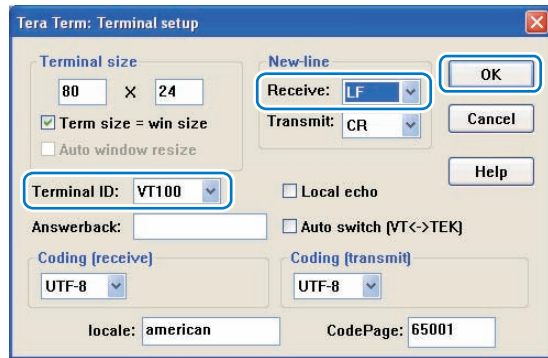 Tera Term: Terminal setup
Terminal size
80 X 24
Term size = win size
Auto window resize
New-line
Receive: LF
Transmit: CR
OK
Cancel
Help
Terminal ID: VT100
Local echo
Answerback:
Auto switch (VT<->TEK)
Coding (receive)
UTF-8
Coding (transmit)
UTF-8
locale: american
CodePage: 65001